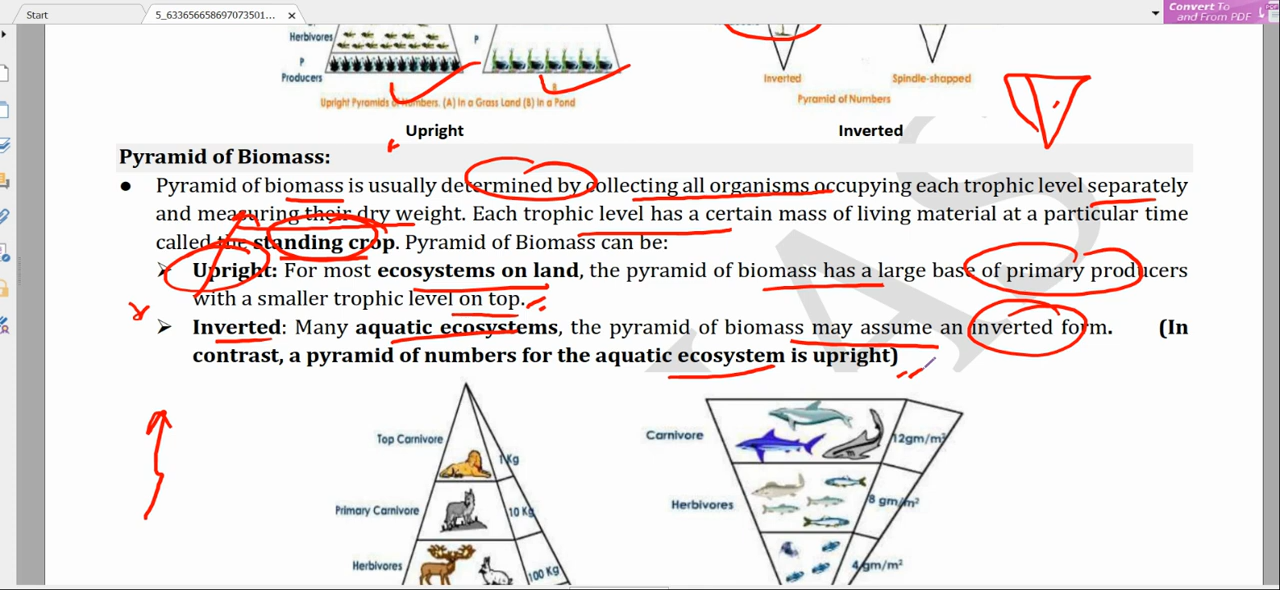 Start
5_633656658697073501...
Convert To
and From PDF
Herbivores
P
P
Producers
Inverted
Spindle-shapped
Upright Pyramids of Numbers. (A) In a Grass Land (B) In a Pond
Pyramid of Numbers
Upright
Inverted
Pyramid of Biomass:
● Pyramid of biomass is usually determined by collecting all organisms occupying each trophic level separately
and measuring their dry weight. Each trophic level has a certain mass of living material at a particular time
called the standing crop. Pyramid of Biomass can be:
➢ Upright: For most ecosystems on land, the pyramid of biomass has a large base of primary producers
with a smaller trophic level on top.
➢ Inverted: Many aquatic ecosystems, the pyramid of biomass may assume an inverted form. (In
contrast, a pyramid of numbers for the aquatic ecosystem is upright)
Top Carnivore
1 Kg
Primary Carnivore
10 Kg
Herbivores
100 Kg
Carnivore
12gm/m²
Herbivores
8 gm/m²
4 gm/m²